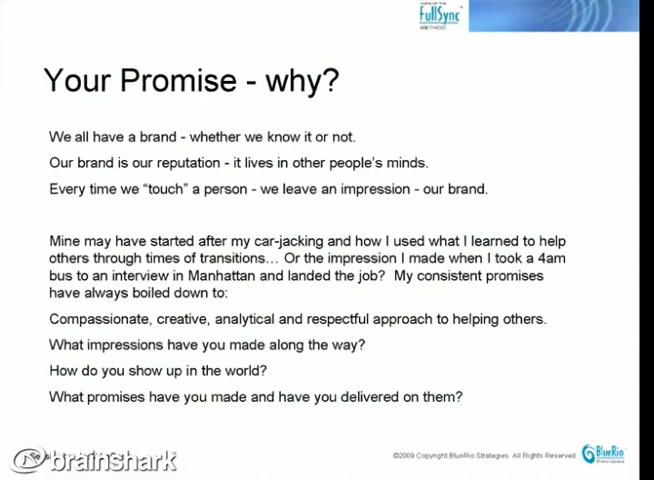 FullSync
METHOD
Your Promise - why?
We all have a brand - whether we know it or not.
Our brand is our reputation - it lives in other people's minds.
Every time we “touch” a person - we leave an impression - our brand.
Mine may have started after my car-jacking and how I used what I learned to help
others through times of transitions… Or the impression I made when I took a 4am
bus to an interview in Manhattan and landed the job?  My consistent promises
have always boiled down to:
Compassionate, creative, analytical and respectful approach to helping others.
What impressions have you made along the way?
How do you show up in the world?
What promises have you made and have you delivered on them?
brainshark
©2009 Copyright BlueRio Strategies. All Rights Reserved
BlueRio